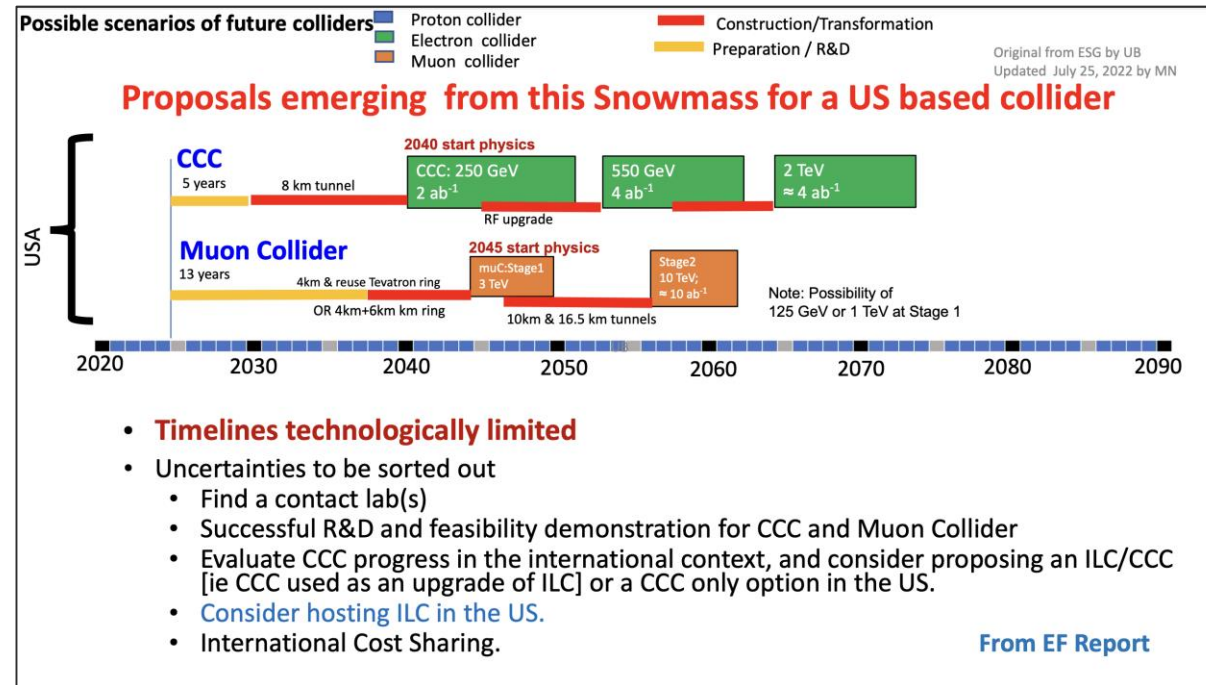 Possible scenarios of future colliders
Proton collider
Electron collider
Muon collider
Construction/Transformation
Preparation / R&D
Original from ESG by UB
Updated July 25, 2022 by MN
Proposals emerging from this Snowmass for a US based collider
USA
CCC
5 years
8 km tunnel
2040 start physics
CCC: 250 GeV
2 ab⁻¹
RF upgrade
550 GeV
4 ab⁻¹
2 TeV
≈ 4 ab⁻¹
Muon Collider
13 years
4km & reuse Tevatron ring
OR 4km+6km km ring
2045 start physics
muC:Stage1
3 TeV
10km & 16.5 km tunnels
Stage2
10 TeV;
≈ 10 ab⁻¹
Note: Possibility of
125 GeV or 1 TeV at Stage 1
2020 2030 2040 2050 2060 2070 2080 2090
• Timelines technologically limited
• Uncertainties to be sorted out
• Find a contact lab(s)
• Successful R&D and feasibility demonstration for CCC and Muon Collider
• Evaluate CCC progress in the international context, and consider proposing an ILC/CCC
[ie CCC used as an upgrade of ILC] or a CCC only option in the US.
• Consider hosting ILC in the US.
• International Cost Sharing.
From EF Report